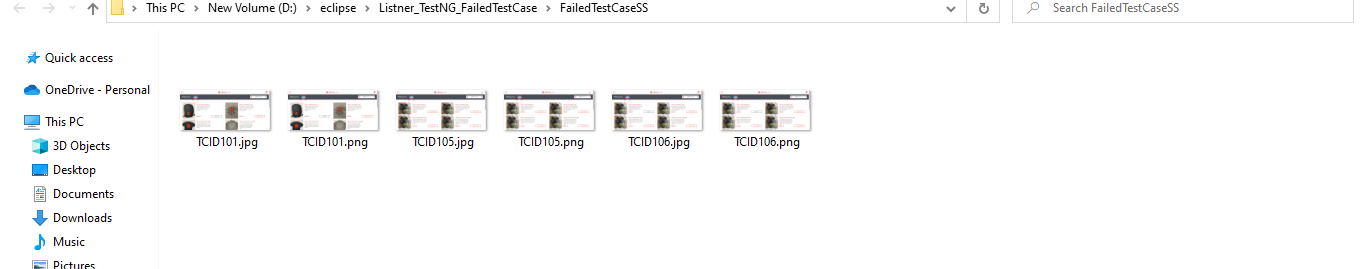 This PC > New Volume (D:) > eclipse > Listner_TestNG_FailedTestCase > FailedTestCaseSS
Search FailedTestCaseSS
Quick access
OneDrive - Personal
This PC
3D Objects
Desktop
Documents
Downloads
Music
Pictures
TCID101.jpg
TCID101.png
TCID105.jpg
TCID105.png
TCID106.jpg
TCID106.png